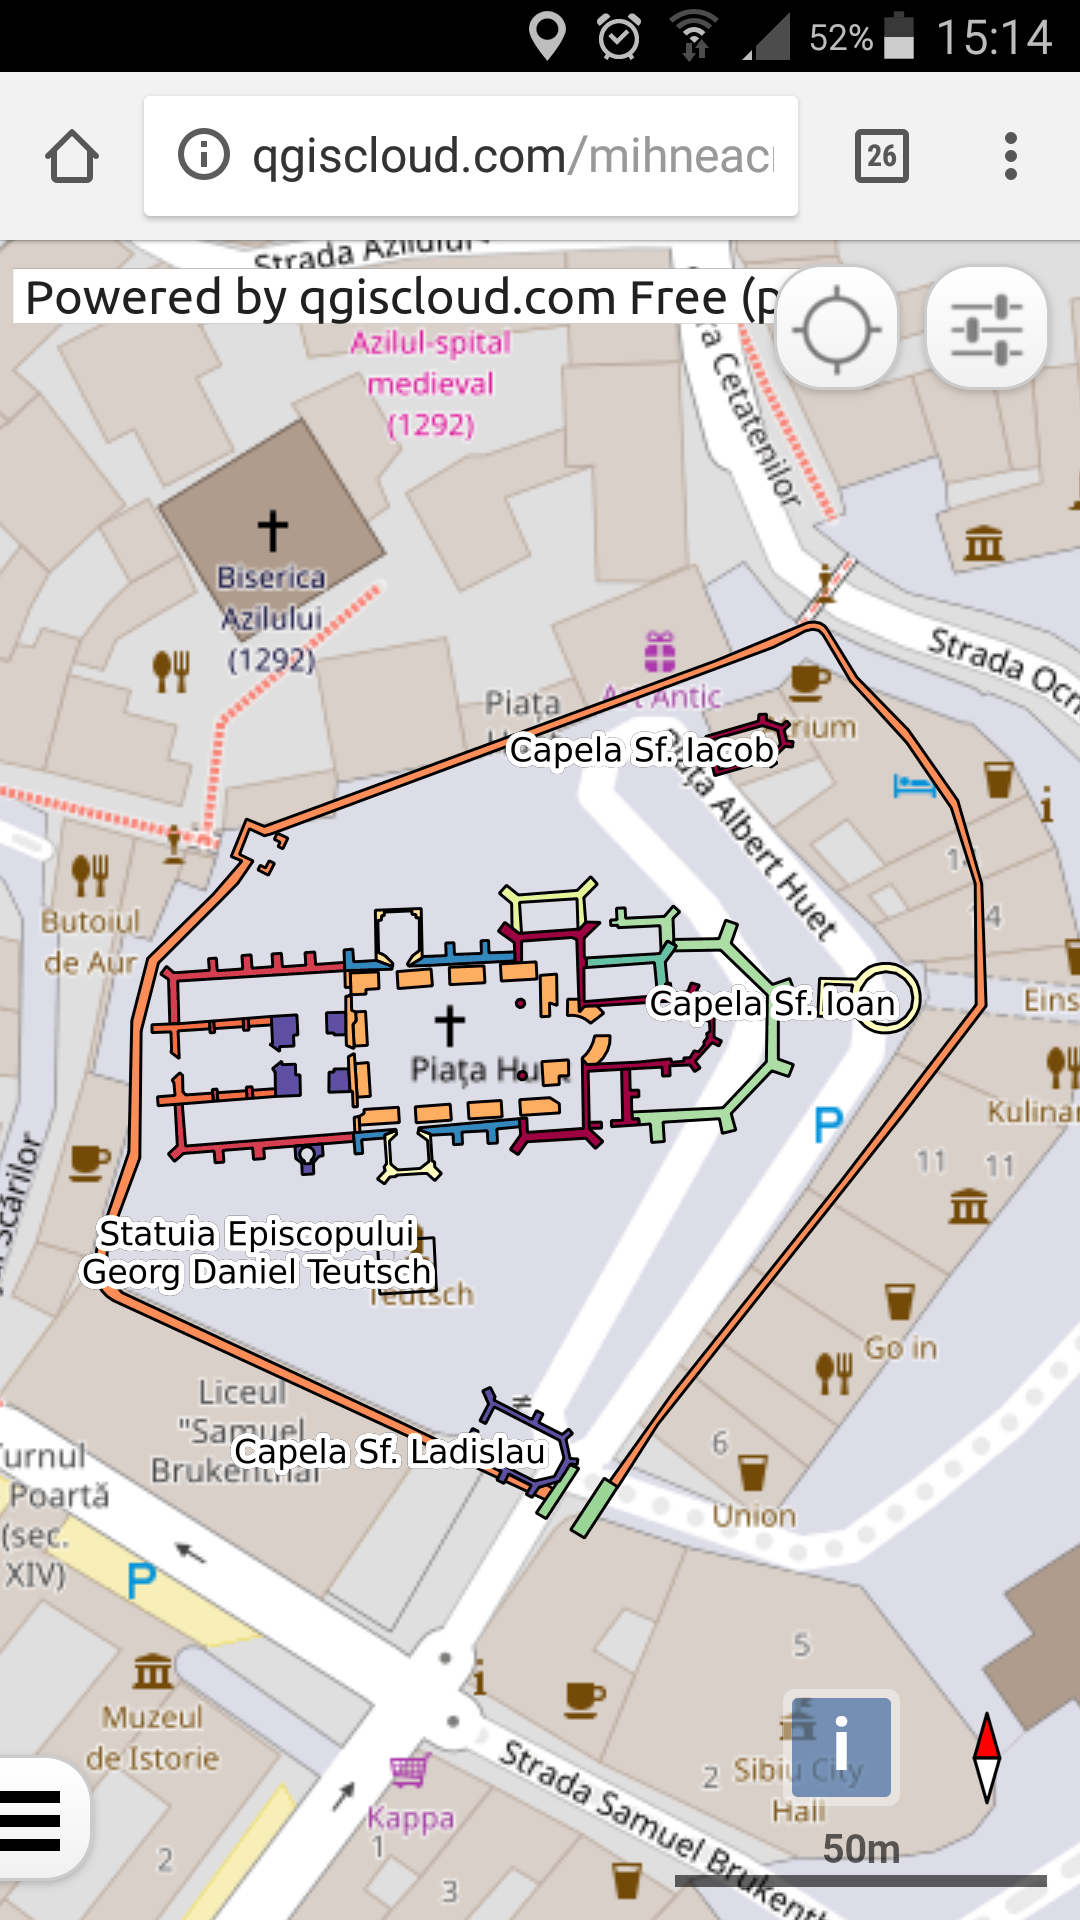 52% 15:14
qgiscloud.com/mihneac
26
Strada Azilului
Powered by qgiscloud.com Free (p
Azilul-spital
medieval
(1292)
ra Cetatenilor
Biserica
Azilului
(1292)
Strada Ocn
Piața
Art Antic
Capela Sf. Iacob
Piața Albert Huet
Butoiul
de Aur
14
Capela Sf. Ioan
Eins
Piața Hu
Kulinar
P
11
11
Scărilor
Statuia Episcopului
Georg Daniel Teutsch
Teutsch
Go in
Liceul
"Samuel
Brukenthal
Capela Sf. Ladislau
6
Union
Turnul
Poartă
(sec.
XIV)
P
5
Muzeul
de Istorie
i
Sibiu City
Hall
2
Strada Samuel Brukent
Kappa
1
2
3
50m